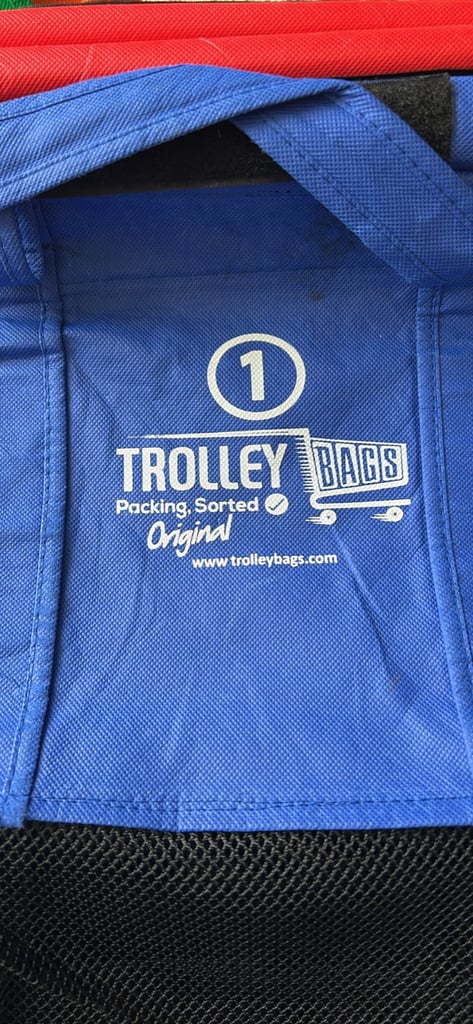 1
TROLLEY BAGS
Packing, Sorted
Original
www.trolleybags.com